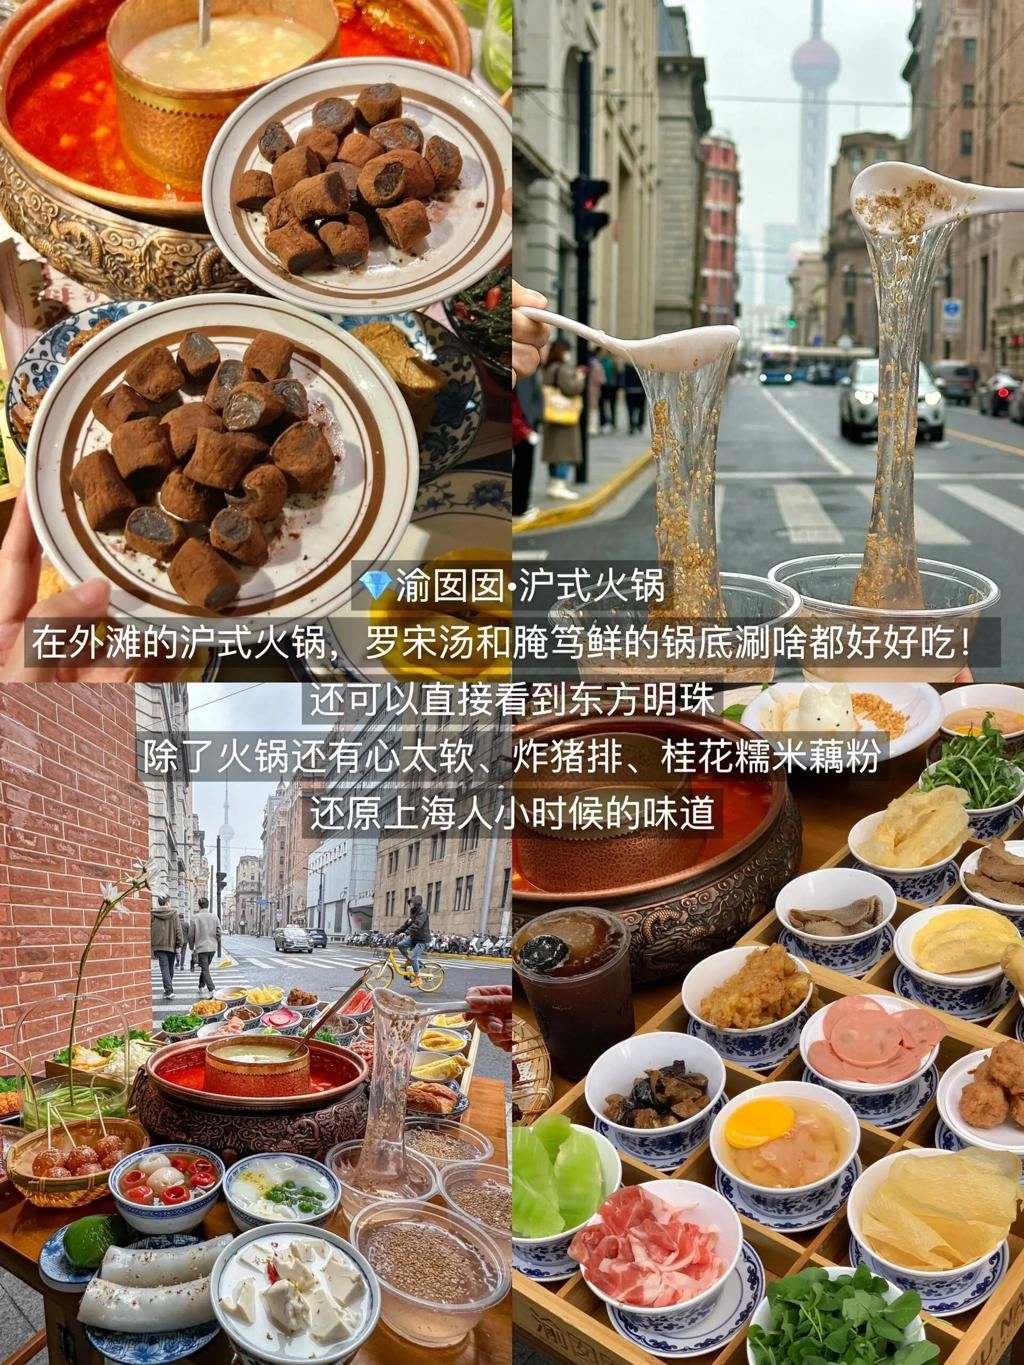 💎渝囡囡•沪式火锅
在外滩的沪式火锅，罗宋汤和腌笃鲜的锅底涮啥都好好吃！
还可以直接看到东方明珠
除了火锅还有心太软、炸猪排、桂花糯米藕粉
还原上海人小时候的味道